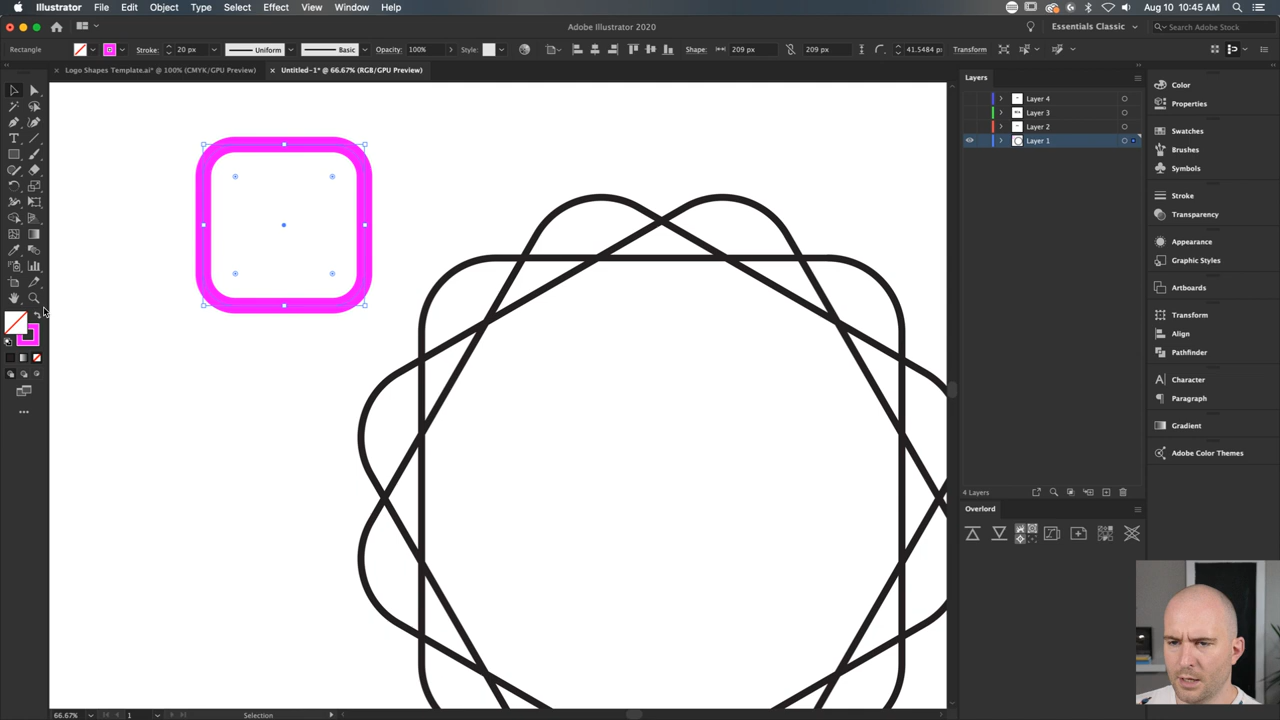 Illustrator File Edit Object Type Select Effect View Window Help Aug 10 10:45 AM
Adobe Illustrator 2020 Essentials Classic Search Adobe Stock
Rectangle Stroke: 20 px Uniform Basic Opacity: 100% Style: Shape: 209 px 209 px 41.5484 p Transform
× Logo Shapes Template.ai* @ 100% (CMYK/GPU Preview) × Untitled-1* @ 66.67% (RGB/GPU Preview)
Layers
Layer 4
Layer 3
Layer 2
Layer 1
4 Layers
Overlord
Color
Properties
Swatches
Brushes
Symbols
Stroke
Transparency
Appearance
Graphic Styles
Artboards
Transform
Align
Pathfinder
Character
Paragraph
Gradient
Adobe Color Themes
66.67% 1 Selection